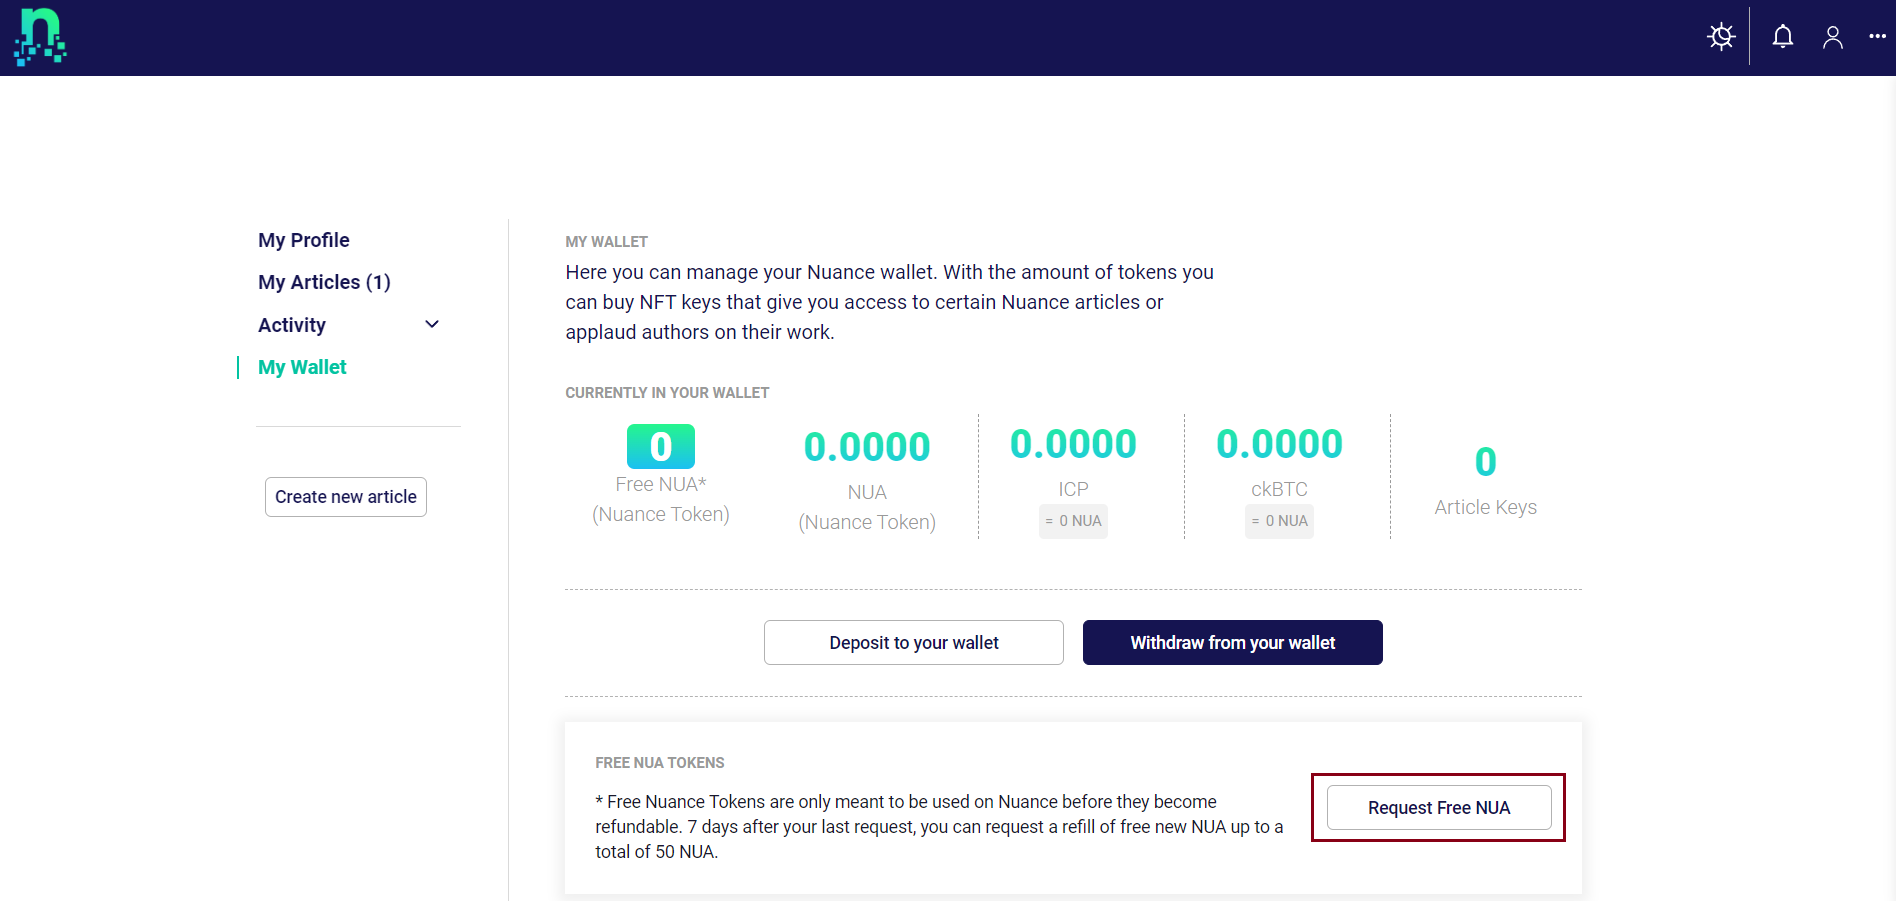 n
My Profile
My Articles (1)
Activity
My Wallet
Create new article
MY WALLET
Here you can manage your Nuance wallet. With the amount of tokens you
can buy NFT keys that give you access to certain Nuance articles or
applaud authors on their work.
CURRENTLY IN YOUR WALLET
0
Free NUA*
(Nuance Token)
0.0000
NUA
(Nuance Token)
0.0000
ICP
= 0 NUA
0.0000
ckBTC
= 0 NUA
0
Article Keys
Deposit to your wallet
Withdraw from your wallet
FREE NUA TOKENS
* Free Nuance Tokens are only meant to be used on Nuance before they become
refundable. 7 days after your last request, you can request a refill of free new NUA up to a
total of 50 NUA.
Request Free NUA